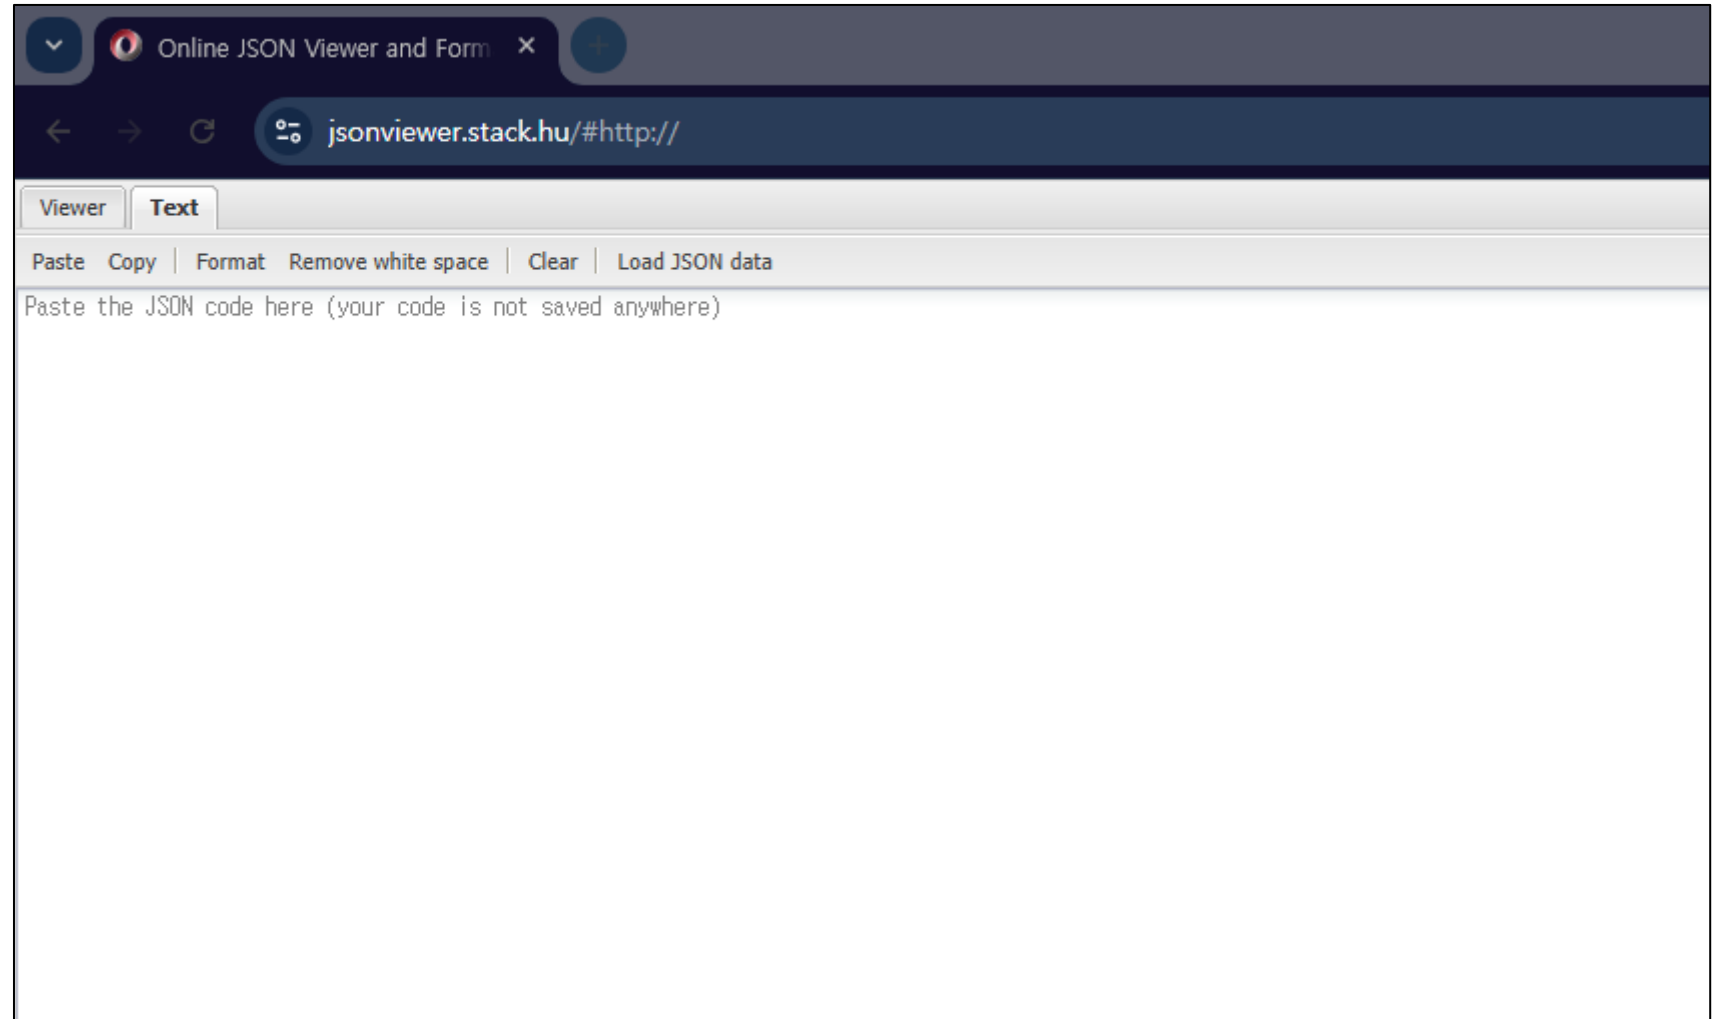 Online JSON Viewer and Form
jsonviewer.stack.hu/#http://
Viewer Text
Paste Copy Format Remove white space Clear Load JSON data
Paste the JSON code here (your code is not saved anywhere)